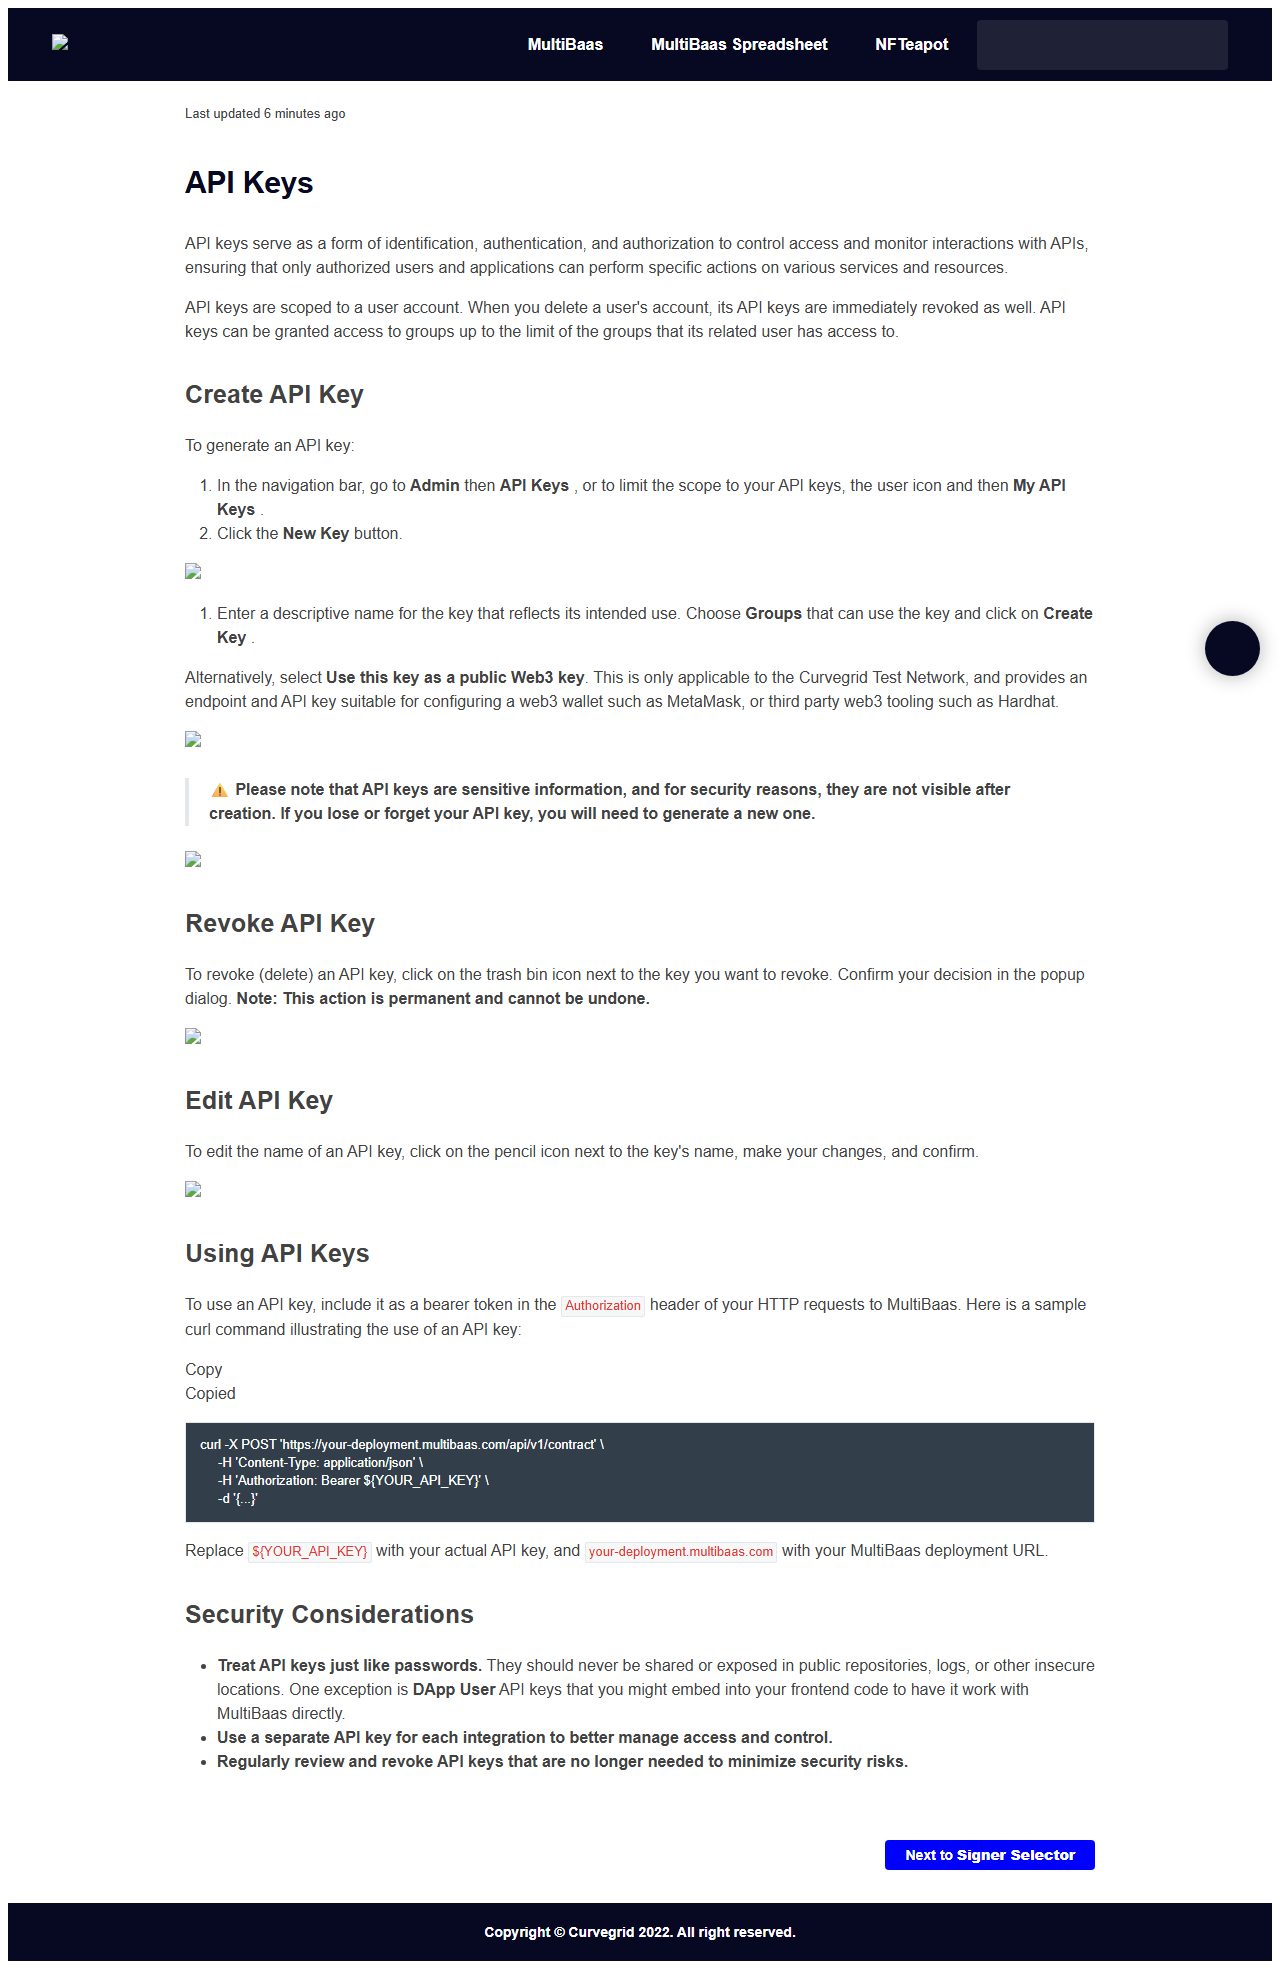 MultiBaas MultiBaas Spreadsheet NFTeapot
Last updated 6 minutes ago
API Keys
API keys serve as a form of identification, authentication, and authorization to control access and monitor interactions with APIs,
ensuring that only authorized users and applications can perform specific actions on various services and resources.
API keys are scoped to a user account. When you delete a user's account, its API keys are immediately revoked as well. API
keys can be granted access to groups up to the limit of the groups that its related user has access to.
Create API Key
To generate an API key:
1. In the navigation bar, go to Admin then API Keys , or to limit the scope to your API keys, the user icon and then My API
Keys .
2. Click the New Key button.
1. Enter a descriptive name for the key that reflects its intended use. Choose Groups that can use the key and click on Create
Key .
Alternatively, select Use this key as a public Web3 key. This is only applicable to the Curvegrid Test Network, and provides an
endpoint and API key suitable for configuring a web3 wallet such as MetaMask, or third party web3 tooling such as Hardhat.
⚠️ Please note that API keys are sensitive information, and for security reasons, they are not visible after
creation. If you lose or forget your API key, you will need to generate a new one.
Revoke API Key
To revoke (delete) an API key, click on the trash bin icon next to the key you want to revoke. Confirm your decision in the popup
dialog. Note: This action is permanent and cannot be undone.
Edit API Key
To edit the name of an API key, click on the pencil icon next to the key's name, make your changes, and confirm.
Using API Keys
To use an API key, include it as a bearer token in the Authorization header of your HTTP requests to MultiBaas. Here is a sample
curl command illustrating the use of an API key:
Copy
Copied
curl -X POST 'https://your-deployment.multibaas.com/api/v1/contract' \
-H 'Content-Type: application/json' \
-H 'Authorization: Bearer ${YOUR_API_KEY}' \
-d '{...}'
Replace ${YOUR_API_KEY} with your actual API key, and your-deployment.multibaas.com with your MultiBaas deployment URL.
Security Considerations
• Treat API keys just like passwords. They should never be shared or exposed in public repositories, logs, or other insecure
locations. One exception is DApp User API keys that you might embed into your frontend code to have it work with
MultiBaas directly.
• Use a separate API key for each integration to better manage access and control.
• Regularly review and revoke API keys that are no longer needed to minimize security risks.
Next to Signer Selector
Copyright © Curvegrid 2022. All right reserved.